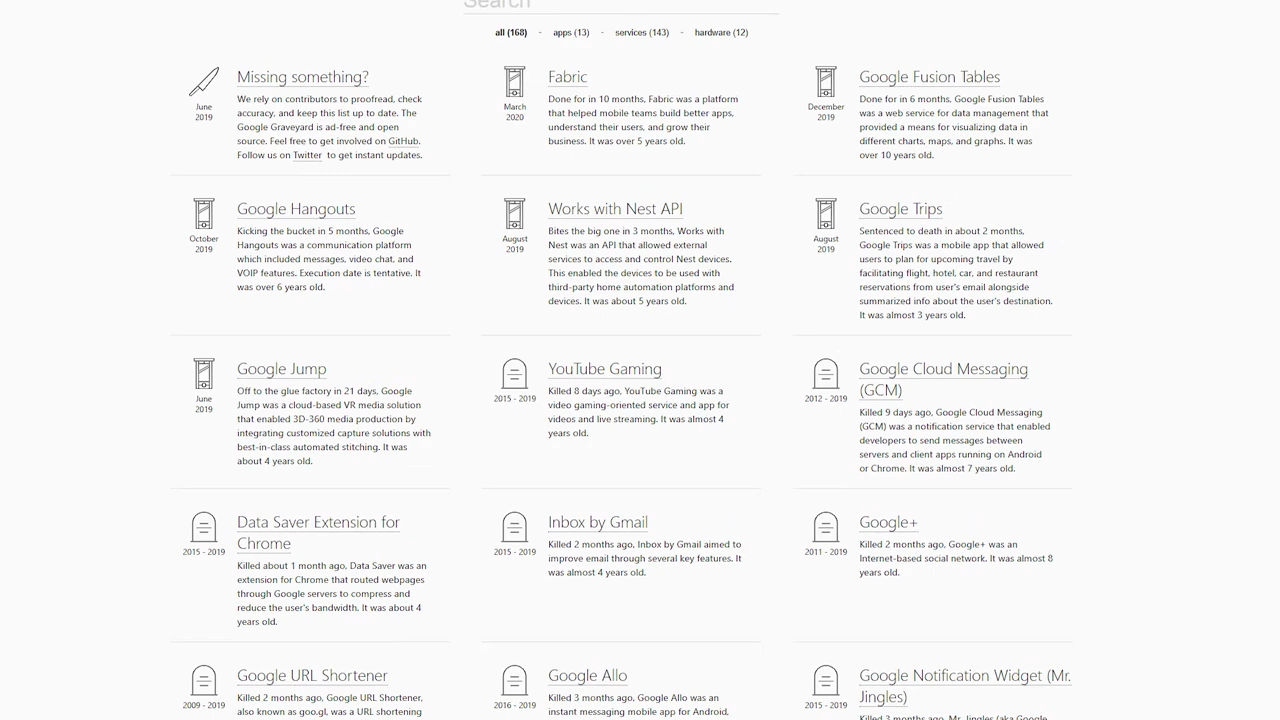 Search
all (168) - apps (13) - services (143) - hardware (12)
Missing something?
June
2019
We rely on contributors to proofread, check
accuracy, and keep this list up to date. The
Google Graveyard is ad-free and open
source. Feel free to get involved on GitHub.
Follow us on Twitter to get instant updates.
Fabric
March
2020
Done for in 10 months, Fabric was a platform
that helped mobile teams build better apps,
understand their users, and grow their
business. It was over 5 years old.
Google Fusion Tables
December
2019
Done for in 6 months, Google Fusion Tables
was a web service for data management that
provided a means for visualizing data in
different charts, maps, and graphs. It was
over 10 years old.
Google Hangouts
October
2019
Kicking the bucket in 5 months, Google
Hangouts was a communication platform
which included messages, video chat, and
VOIP features. Execution date is tentative. It
was over 6 years old.
Works with Nest API
August
2019
Bites the big one in 3 months, Works with
Nest was an API that allowed external
services to access and control Nest devices.
This enabled the devices to be used with
third-party home automation platforms and
devices. It was about 5 years old.
Google Trips
August
2019
Sentenced to death in about 2 months,
Google Trips was a mobile app that allowed
users to plan for upcoming travel by
facilitating flight, hotel, car, and restaurant
reservations from user's email alongside
summarized info about the user's destination.
It was almost 3 years old.
Google Jump
June
2019
Off to the glue factory in 21 days, Google
Jump was a cloud-based VR media solution
that enabled 3D-360 media production by
integrating customized capture solutions with
best-in-class automated stitching. It was
about 4 years old.
YouTube Gaming
2015 - 2019
Killed 8 days ago, YouTube Gaming was a
video gaming-oriented service and app for
videos and live streaming. It was almost 4
years old.
Google Cloud Messaging
(GCM)
2012 - 2019
Killed 9 days ago, Google Cloud Messaging
(GCM) was a notification service that enabled
developers to send messages between
servers and client apps running on Android
or Chrome. It was almost 7 years old.
Data Saver Extension for
Chrome
2015 - 2019
Killed about 1 month ago, Data Saver was an
extension for Chrome that routed webpages
through Google servers to compress and
reduce the user's bandwidth. It was about 4
years old.
Inbox by Gmail
2015 - 2019
Killed 2 months ago, Inbox by Gmail aimed to
improve email through several key features. It
was almost 4 years old.
Google+
2011 - 2019
Killed 2 months ago, Google+ was an
Internet-based social network. It was almost 8
years old.
Google URL Shortener
2009 - 2019
Killed 2 months ago, Google URL Shortener,
also known as goo.gl, was a URL shortening
Google Allo
2016 - 2019
Killed 3 months ago, Google Allo was an
instant messaging mobile app for Android,
Google Notification Widget (Mr.
Jingles)
2015 - 2019
Killed 3 months ago, Mr. Jingles (aka Google